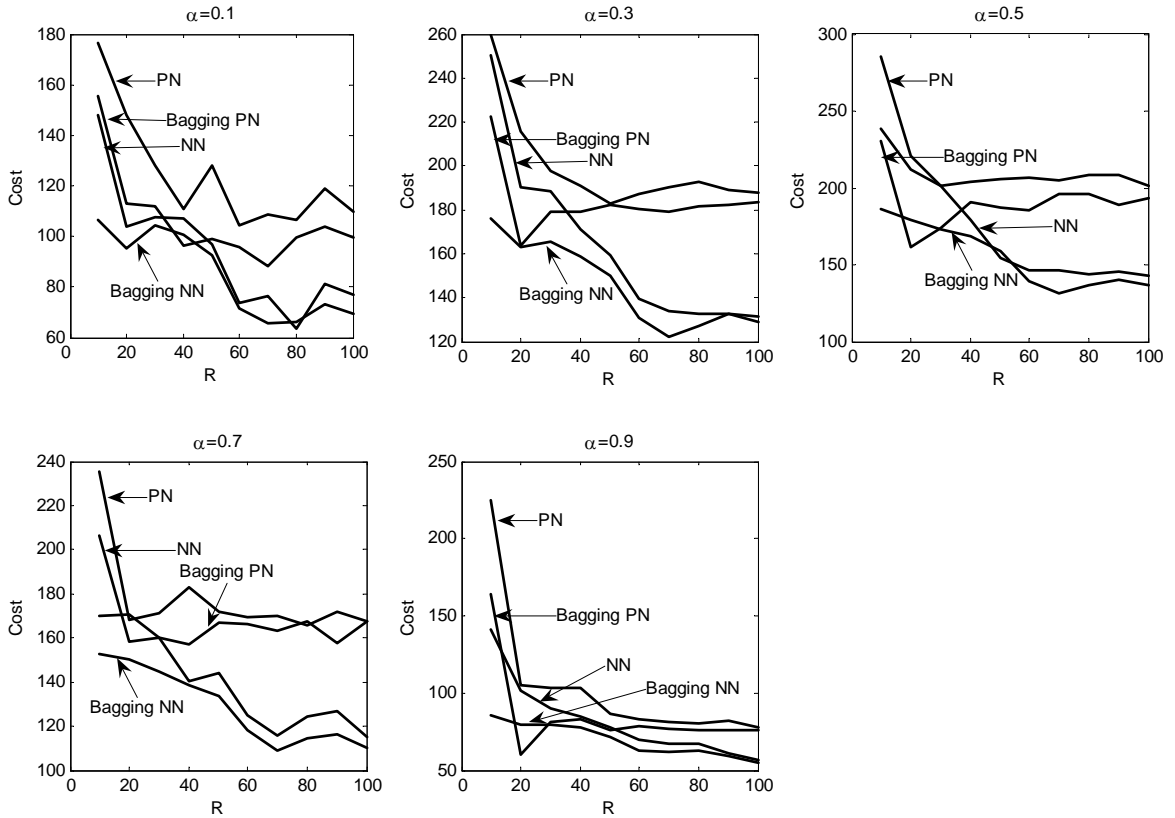 α=0.1
180
160
140
120
100
80
60
0
20
40
60
80
100
Cost
R
PN
Bagging PN
NN
Bagging NN
α=0.3
260
240
220
200
180
160
140
120
0
20
40
60
80
100
Cost
R
PN
Bagging PN
NN
Bagging NN
α=0.5
300
250
200
150
100
0
20
40
60
80
100
Cost
R
PN
Bagging PN
NN
Bagging NN
α=0.7
240
220
200
180
160
140
120
100
0
20
40
60
80
100
Cost
R
PN
NN
Bagging PN
Bagging NN
α=0.9
250
200
150
100
50
0
20
40
60
80
100
Cost
R
PN
Bagging PN
NN
Bagging NN